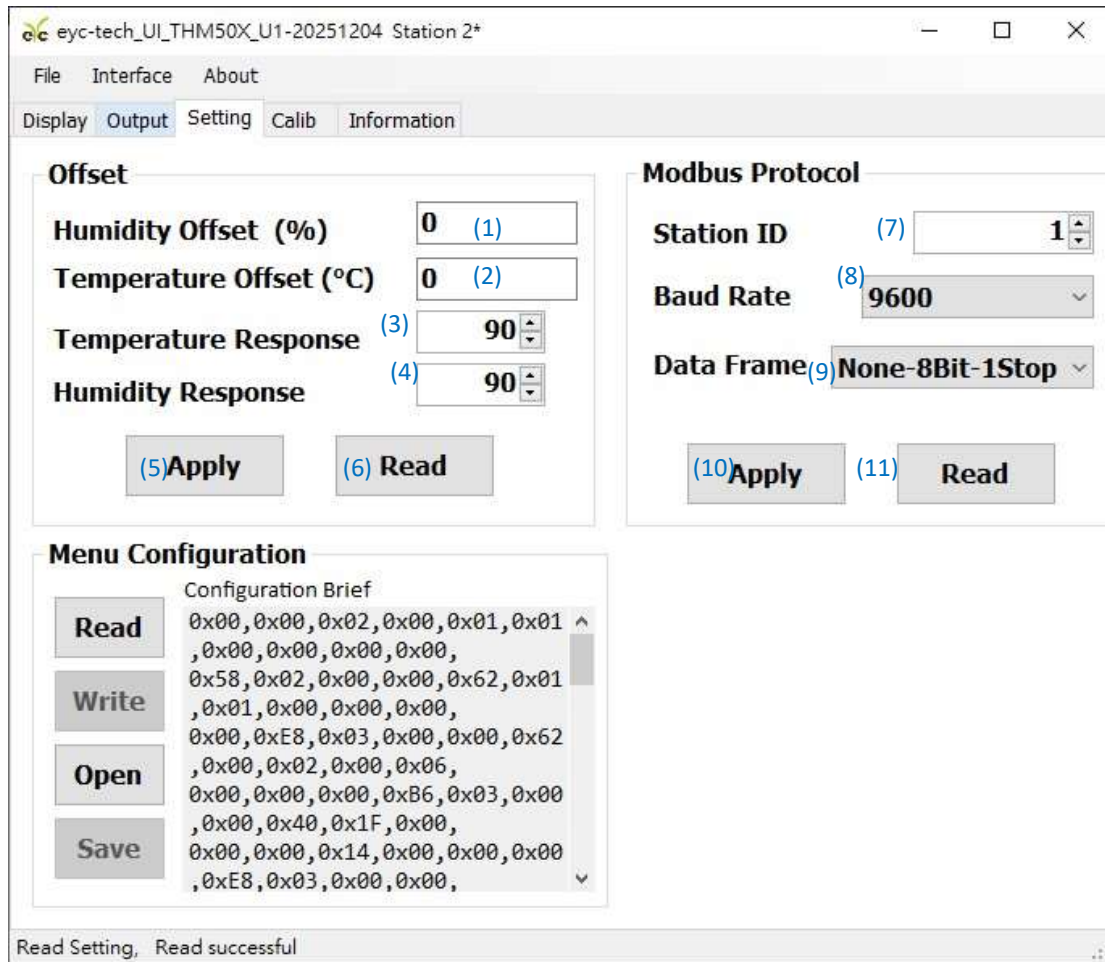 eyc-tech_UI_THM50X_U1-20251204 Station 2*
File Interface About
Display Output Setting Calib Information
Offset
Humidity Offset (%) 0 (1)
Temperature Offset (°C) 0 (2)
Temperature Response (3) 90
Humidity Response (4) 90
(5) Apply (6) Read
Modbus Protocol
Station ID (7) 1
Baud Rate (8) 9600
Data Frame (9) None-8Bit-1Stop
(10) Apply (11) Read
Menu Configuration
Read
Write
Open
Save
Configuration Brief
0x00,0x00,0x02,0x00,0x01,0x01
,0x00,0x00,0x00,0x00,
0x58,0x02,0x00,0x00,0x62,0x01
,0x01,0x00,0x00,0x00,
0x00,0xE8,0x03,0x00,0x00,0x62
,0x00,0x02,0x00,0x06,
0x00,0x00,0x00,0xB6,0x03,0x00
,0x00,0x40,0x1F,0x00,
0x00,0x00,0x14,0x00,0x00,0x00
,0xE8,0x03,0x00,0x00,
Read Setting, Read successful